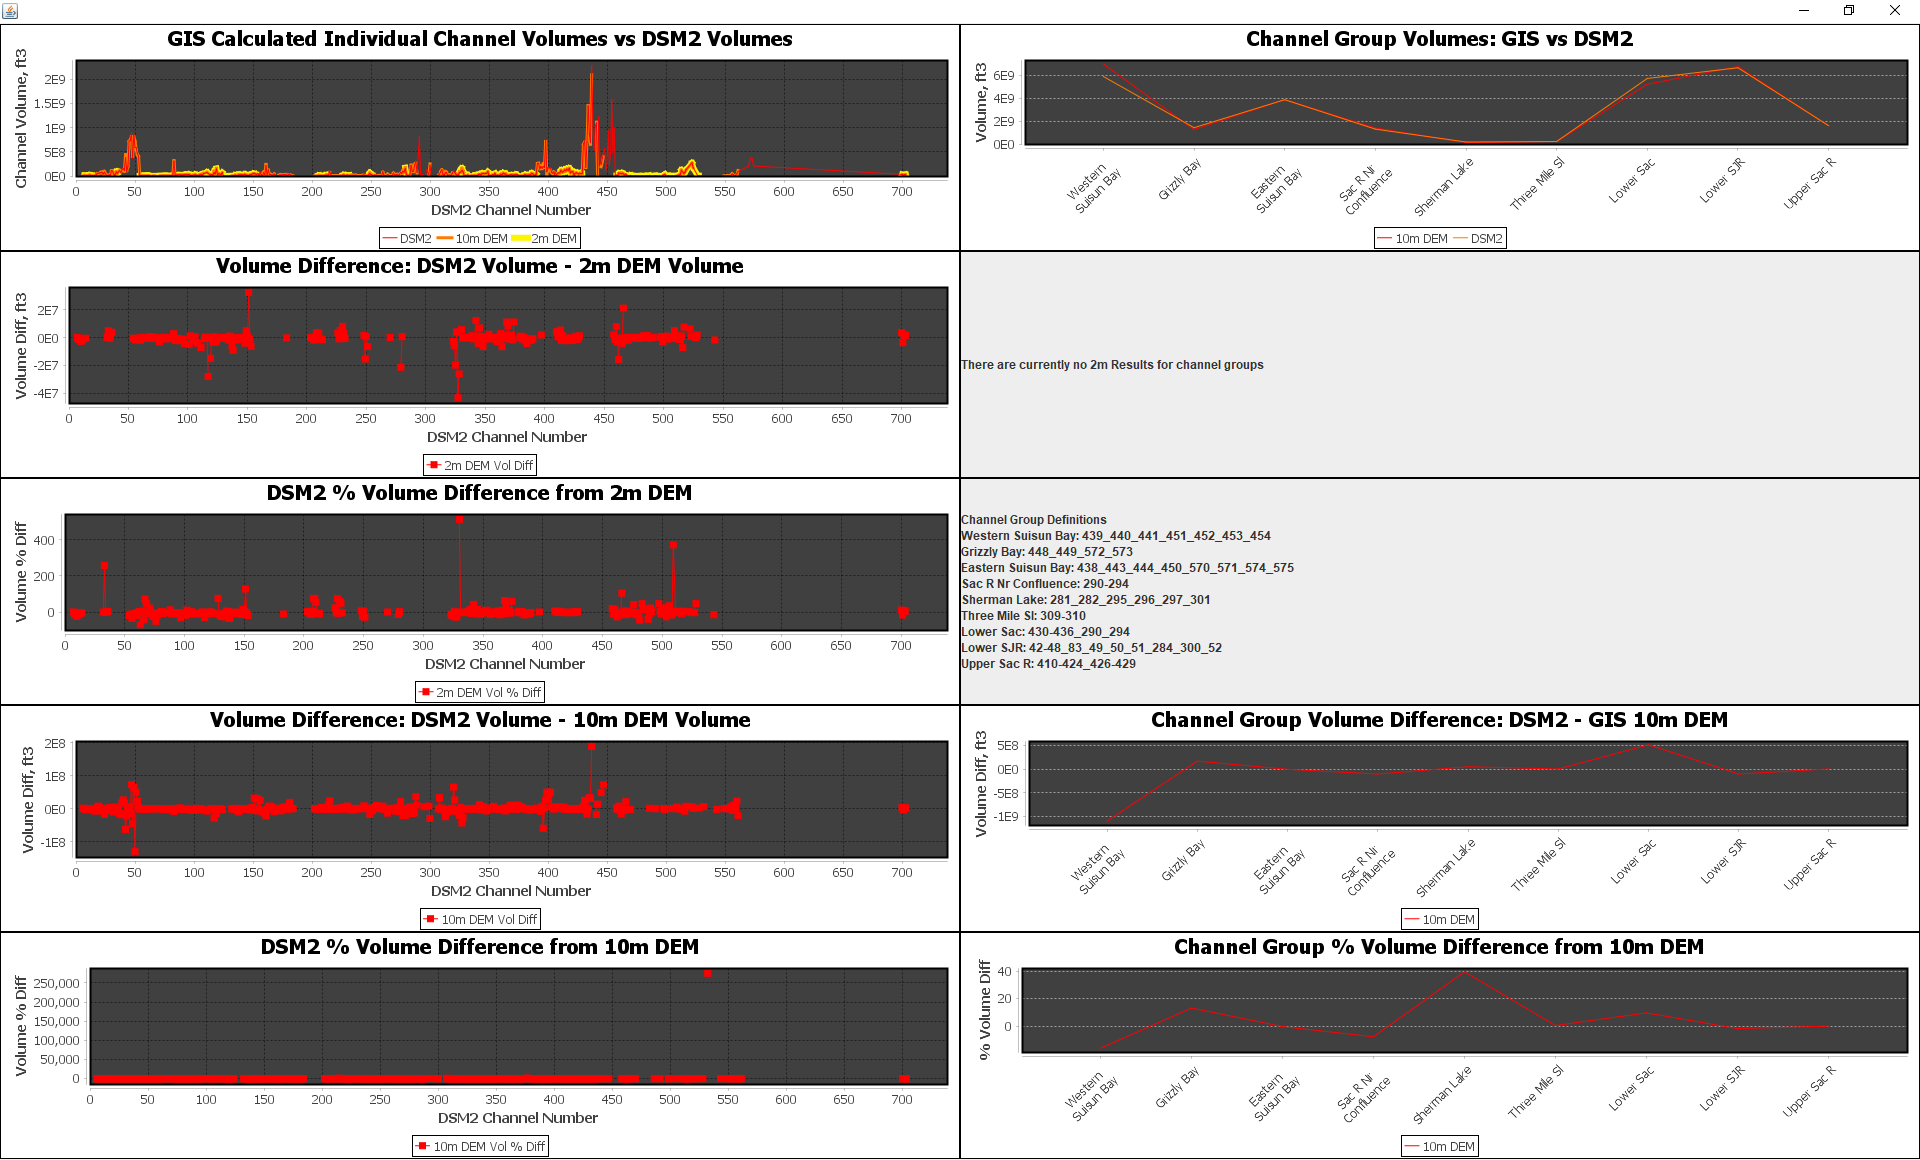 GIS Calculated Individual Channel Volumes vs DSM2 Volumes
Channel Volume, ft3
2E9
1.5E9
1E9
5E8
0E0
0 50 100 150 200 250 300 350 400 450 500 550 600 650 700
DSM2 Channel Number
DSM2 10m DEM 2m DEM
Channel Group Volumes: GIS vs DSM2
Volume, ft3
6E9
4E9
2E9
0E0
Western Suisun Bay
Grizzly Bay
Eastern Suisun Bay
Sac R Nr Confluence
Sherman Lake
Three Mile Sl
Lower Sac
Lower SJR
Upper Sac R
10m DEM DSM2
Volume Difference: DSM2 Volume - 2m DEM Volume
Volume Diff, ft3
2E7
0E0
-2E7
-4E7
0 50 100 150 200 250 300 350 400 450 500 550 600 650 700
DSM2 Channel Number
2m DEM Vol Diff
There are currently no 2m Results for channel groups
DSM2 % Volume Difference from 2m DEM
Volume % Diff
400
200
0
0 50 100 150 200 250 300 350 400 450 500 550 600 650 700
DSM2 Channel Number
2m DEM Vol % Diff
Channel Group Definitions
Western Suisun Bay: 439_440_441_451_452_453_454
Grizzly Bay: 448_449_572_573
Eastern Suisun Bay: 438_443_444_450_570_571_574_575
Sac R Nr Confluence: 290-294
Sherman Lake: 281_282_295_296_297_301
Three Mile Sl: 309-310
Lower Sac: 430-436_290_294
Lower SJR: 42-48_83_49_50_51_284_300_52
Upper Sac R: 410-424_426-429
Volume Difference: DSM2 Volume - 10m DEM Volume
Volume Diff, ft3
2E8
1E8
0E0
-1E8
0 50 100 150 200 250 300 350 400 450 500 550 600 650 700
DSM2 Channel Number
10m DEM Vol Diff
Channel Group Volume Difference: DSM2 - GIS 10m DEM
Volume Diff, ft3
5E8
0E0
-5E8
-1E9
Western Suisun Bay
Grizzly Bay
Eastern Suisun Bay
Sac R Nr Confluence
Sherman Lake
Three Mile Sl
Lower Sac
Lower SJR
Upper Sac R
10m DEM
DSM2 % Volume Difference from 10m DEM
Volume % Diff
250,000
200,000
150,000
100,000
50,000
0
0 50 100 150 200 250 300 350 400 450 500 550 600 650 700
DSM2 Channel Number
10m DEM Vol % Diff
Channel Group % Volume Difference from 10m DEM
% Volume Diff
40
20
0
Western Suisun Bay
Grizzly Bay
Eastern Suisun Bay
Sac R Nr Confluence
Sherman Lake
Three Mile Sl
Lower Sac
Lower SJR
Upper Sac R
10m DEM